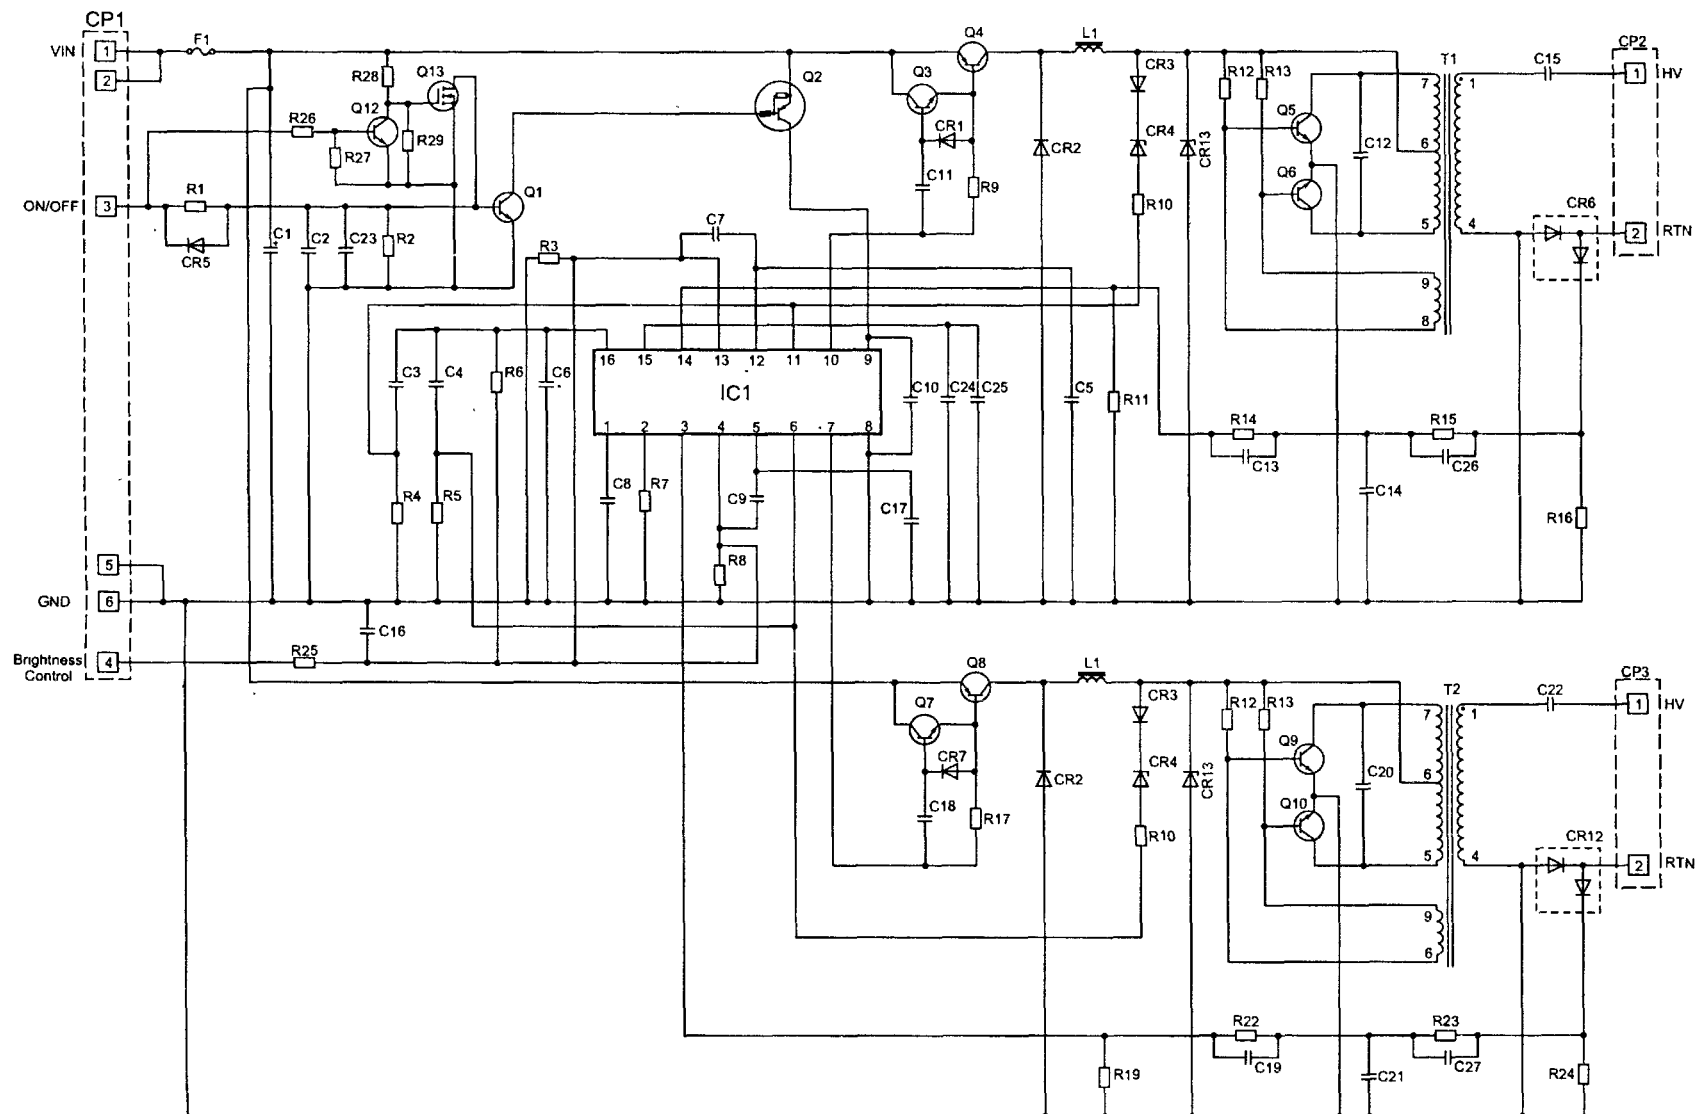 CP1
VIN
1
F1
2
R28
Q13
Q12
R26
R27
R29
Q2
Q3
Q4
L1
CR1
C11
R9
CR2
CR3
CR4
R10
CR13
R12
R13
Q5
Q6
C12
T1
7
6
5
9
8
1
4
C15
CP2
1
HV
CR6
2
RTN
ON/OFF
3
R1
CR5
C1
C2
C23
R2
Q1
R3
C7
C3
C4
R6
C6
16
15
14
13
12
11
10
9
IC1
1
2
3
4
5
6
7
8
C10
C24
C25
C5
R11
R14
C13
R15
C26
C14
R16
R4
R5
C8
R7
C9
C17
R8
5
GND
6
C16
Brightness
Control
4
R25
Q8
Q7
L1
CR7
C18
R17
CR2
CR3
CR4
R10
CR13
R12
R13
Q9
Q10
C20
T2
7
6
5
9
6
1
4
C22
CP3
1
HV
CR12
2
RTN
R22
C19
R23
C27
R19
C21
R24